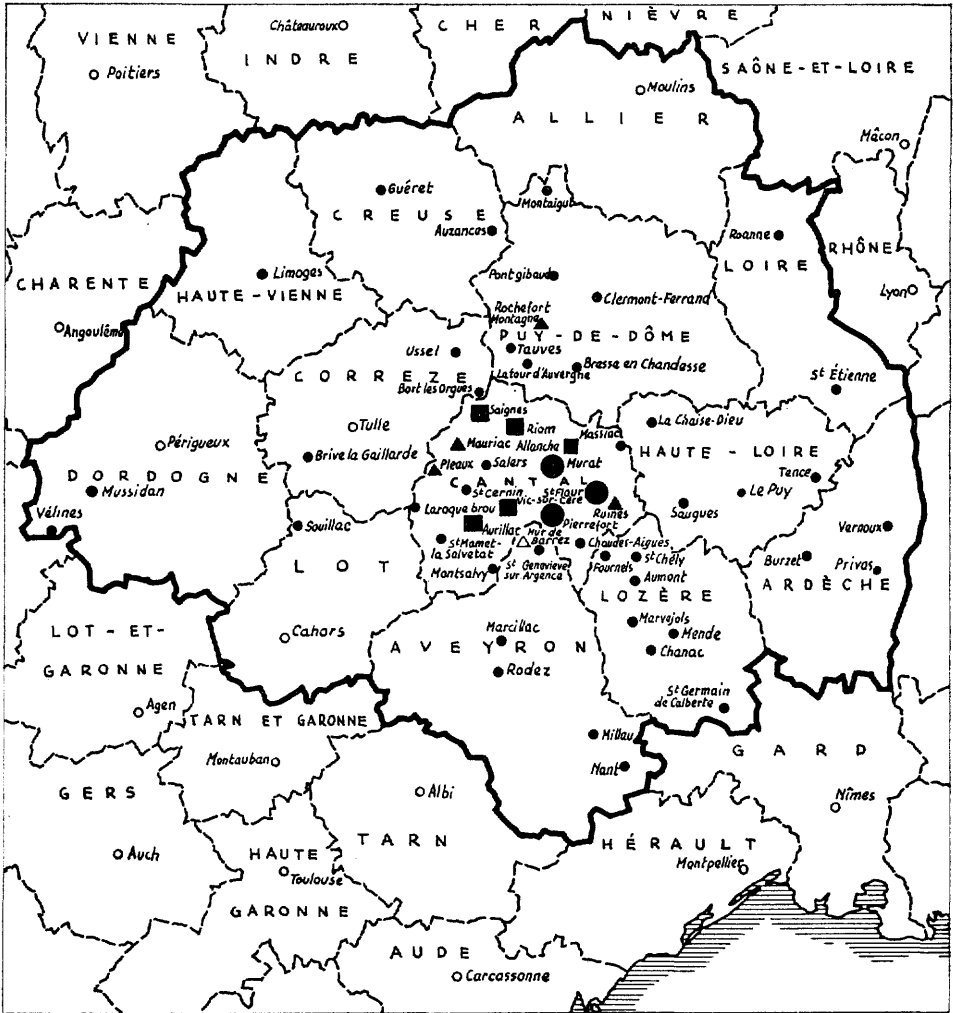 Châteauroux
CHER
NIÈVRE
VIENNE
Poitiers
INDRE
SAÔNE-ET-LOIRE
Moulins
ALLIER
Mâcon
Guéret
Montaigut
CREUSE
Auzances
Roanne
RHÔNE
LOIRE
CHARENTE
Limoges
HAUTE-VIENNE
Pontgibaud
Clermont-Ferrand
Lyon
Angoulême
Rochefort
Montagne
PUY-DE-DÔME
Ussel
Tauves
Latour d'Auvergne
Besse en Chandesse
CORREZE
Bort les Orgues
St Étienne
Saignes
Tulle
Riom
La Chaise-Dieu
Périgueux
Mauriac
Allanche
Massiac
HAUTE-LOIRE
Brive la Gaillarde
Pleaux
Salers
Murat
DORDOGNE
CANTAL
Tence
Mussidan
St Cernin
St Flour
Le Puy
Vélines
Souillac
Laroque brou
Vic-sur-Cère
Ruines
Saugues
Vernoux
Aurillac
Pierrefort
St Mamet-
la Salvetat
Mur de
Barrez
Chaudes-Aigues
St Chély
Fournels
Burzet
Privas
LOT
Montsalvy
St
Geneviève
sur Argence
Aumont
ARDÈCHE
LOZÈRE
LOT-ET-
GARONNE
Cahors
Marcillac
Marvejols
Mende
AVEYRON
Chanac
Rodez
Agen
St Germain
de Calberte
TARN ET GARONNE
Millau
GARD
Montauban
Nant
GERS
Albi
Nîmes
TARN
HÉRAULT
Auch
HAUTE
Toulouse
Montpellier
GARONNE
AUDE
Carcassonne